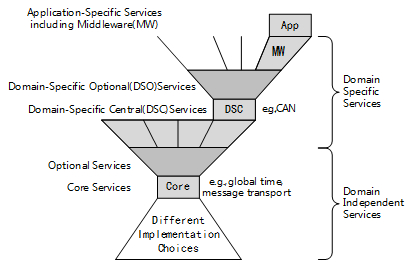 Application-Specific Services
including Middleware(MW)
App
MW
Domain-Specific Optional(DSO)Services
Domain-Specific Central(DSC)Services
DSC
eg,CAN
Domain
Specific
Services
Optional Services
Core Services
Core
e.g.,global time,
message transport
Domain
Independent
Services
Different
Implementation
Choices